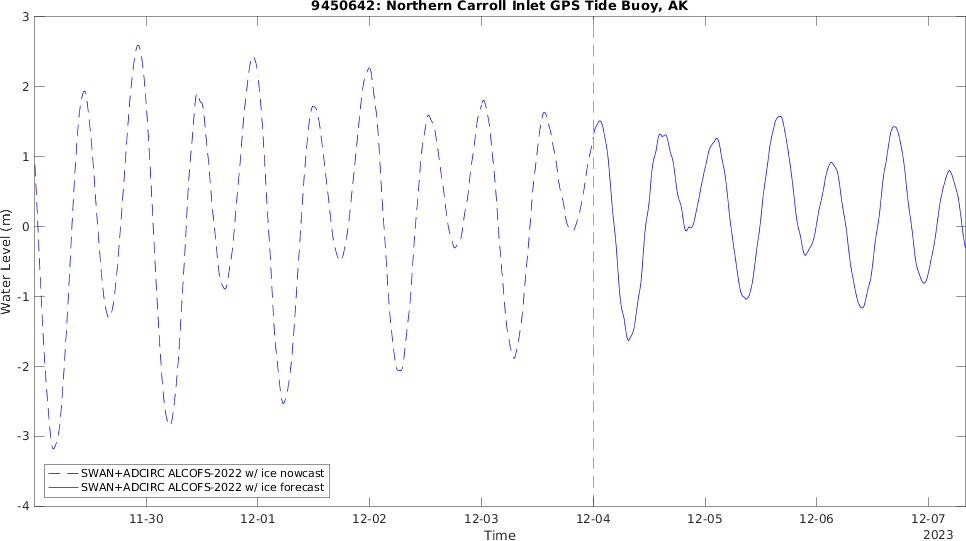 9450642: Northern Carroll Inlet GPS Tide Buoy, AK
3
2
1
0
-1
-2
-3
-4
Water Level (m)
SWAN+ADCIRC ALCOFS-2022 w/ ice nowcast
SWAN+ADCIRC ALCOFS-2022 w/ ice forecast
11-30 12-01 12-02 12-03 12-04 12-05 12-06 12-07
Time
2023